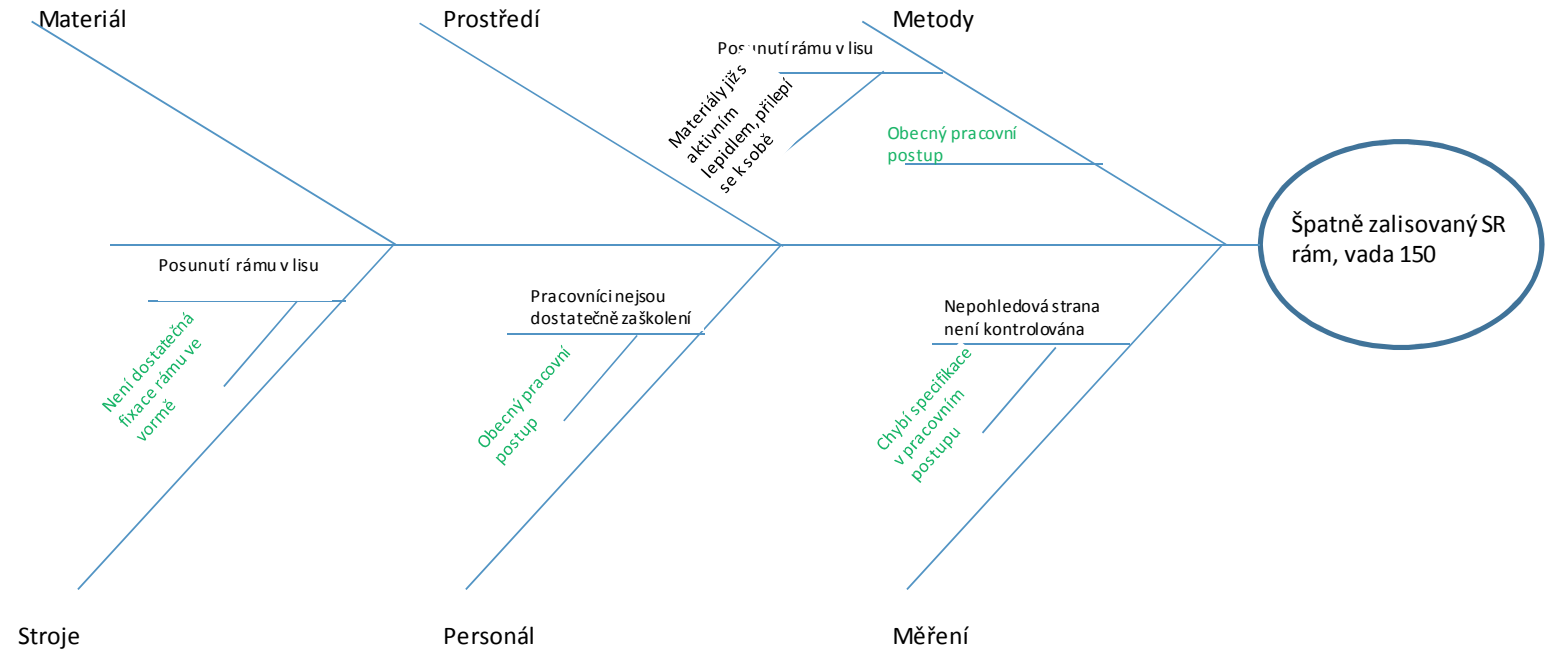 Materiál
Prostředí
Metody
Posunutí rámu v lisu
Materiály již s
aktivním
lepidlem, přilepí
se k sobě
Obecný pracovní
postup
Špatně zalisovaný SR
rám, vada 150
Posunutí rámu v lisu
Není dostatečná
fixace rámu ve
vormě
Pracovníci nejsou
dostatečně zaškolení
Obecný pracovní
postup
Nepohledová strana
není kontrolována
Chybí specifikace
v pracovním
postupu
Stroje
Personál
Měření